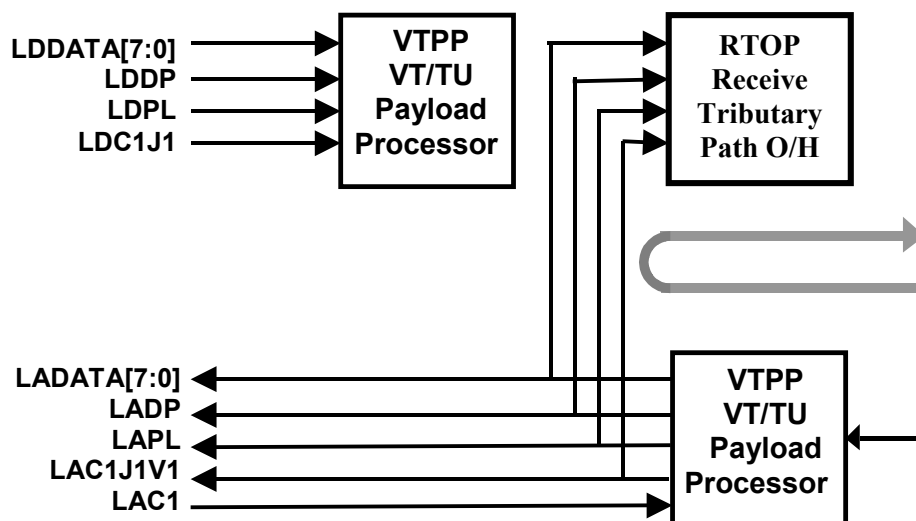 LDDATA[7:0]
LDDP
LDPL
LDC1J1
VTPP
VT/TU
Payload
Processor
RTOP
Receive
Tributary
Path O/H
LADATA[7:0]
LADP
LAPL
LAC1J1V1
LAC1
VTPP
VT/TU
Payload
Processor